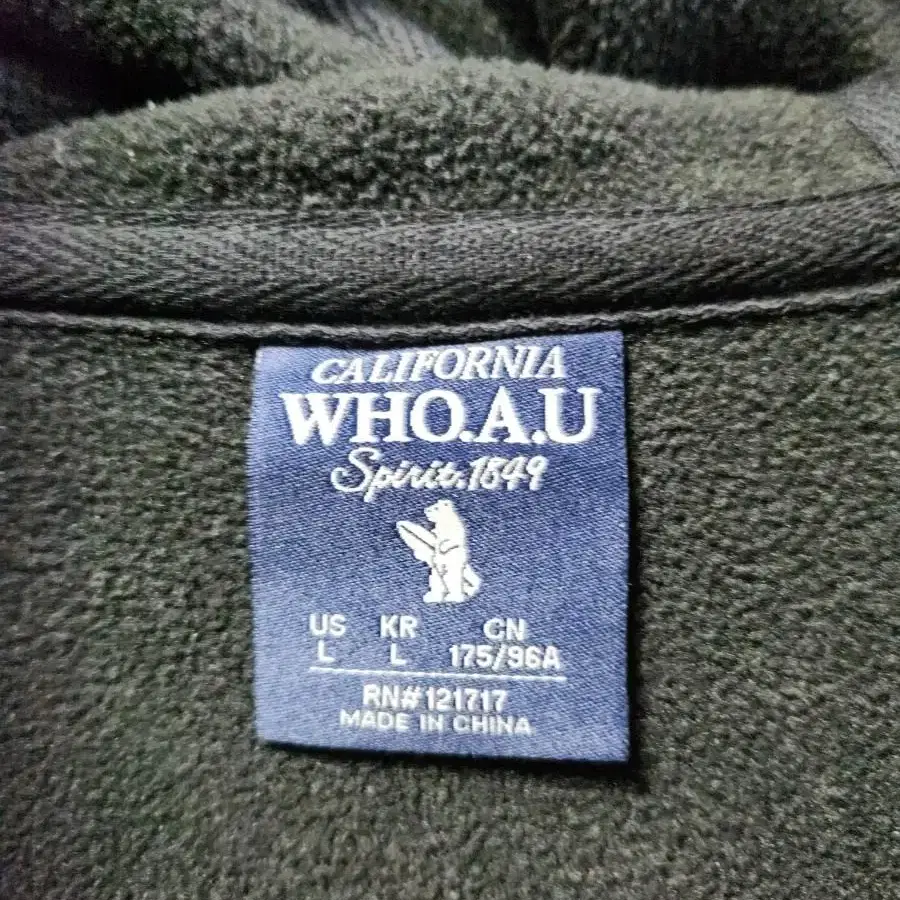 CALIFORNIA
WHO.A.U
Spirit.1849
US KR CN
L L 175/96A
RN#121717
MADE IN CHINA